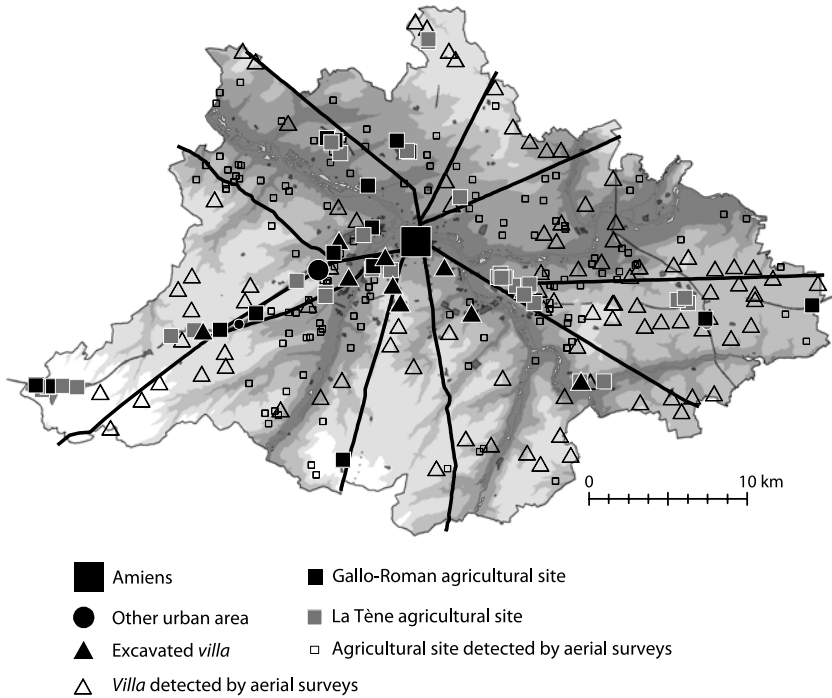 0 10 km
Amiens
Other urban area
Excavated villa
Villa detected by aerial surveys
Gallo-Roman agricultural site
La Tène agricultural site
Agricultural site detected by aerial surveys